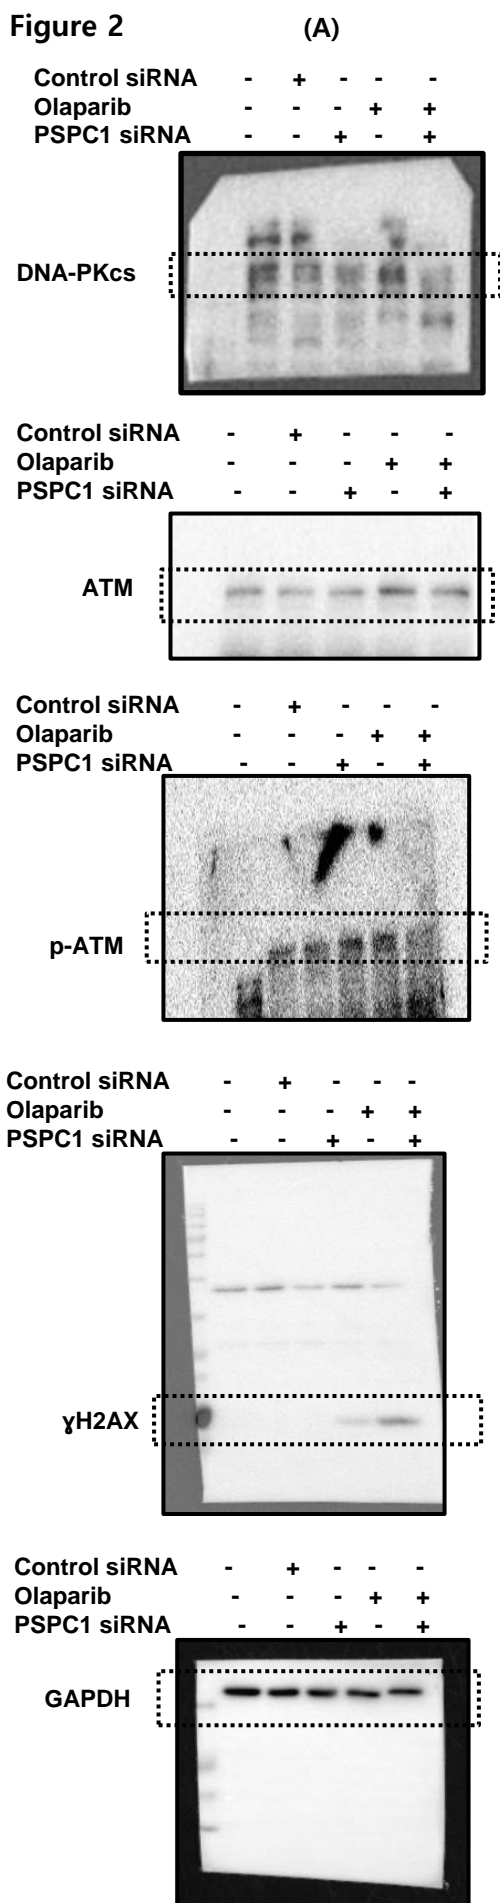 Figure 2 (A)
Control siRNA - + - - -
Olaparib - - - + +
PSPC1 siRNA - - + - +
DNA-PKcs
Control siRNA - + - - -
Olaparib - - - + +
PSPC1 siRNA - - + - +
ATM
Control siRNA - + - - -
Olaparib - - - + +
PSPC1 siRNA - - + - +
p-ATM
Control siRNA - + - - -
Olaparib - - - + +
PSPC1 siRNA - - + - +
ɣH2AX
Control siRNA - + - - -
Olaparib - - - + +
PSPC1 siRNA - - + - +
GAPDH